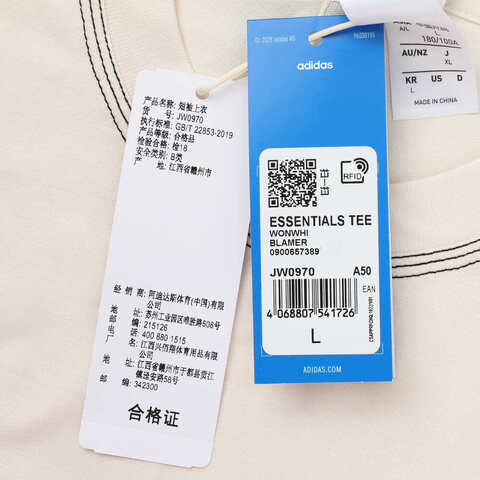 产品名称: 短袖上衣
货 号: JW0970
执行标准: GB/T 22853-2019
产品等级: 合格品
检验合格: 检18
安全类别: B类
产 地: 江西省赣州市
经 销 商: 阿迪达斯体育(中国)有限
公司
地 址: 苏州工业园区唯胜路508号
邮 编: 215126
电 话: 400 880 1515
厂 名: 江西兴佰翔体育用品有限
公司
地 址: 江西省赣州市于都县贡江
镇迳安路58号
邮 编: 342300
合格证
adidas
RFID
ESSENTIALS TEE
WONWHI
BLAMER
0900657389
JW0970 A50
EAN
4 068807 541726
L
ADIDAS.COM
A/L L 180/100A
AU/NZ J
L XL
KR US D
L
MADE IN CHINA